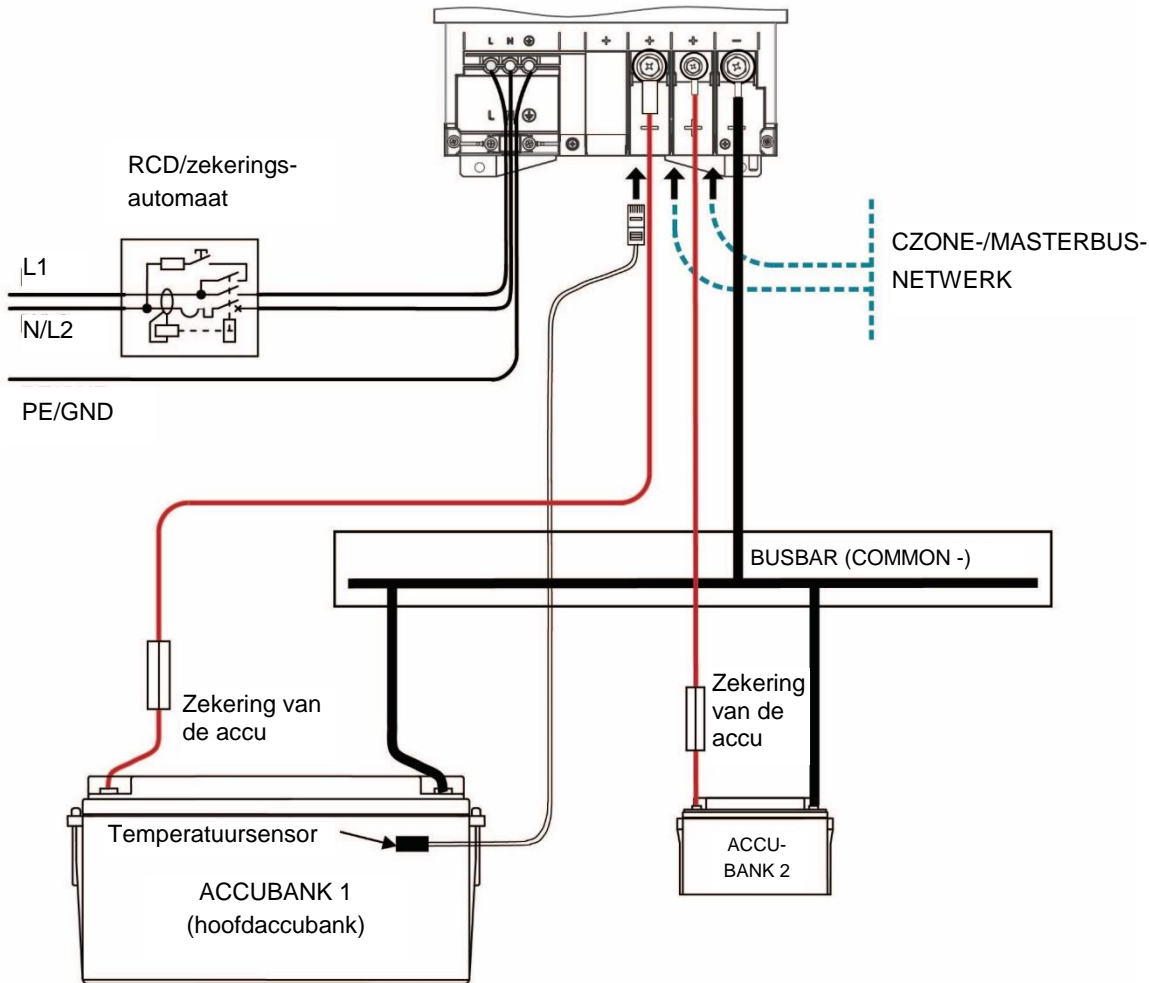 L N ⏚ + + + −
L ⏚ − + −
RCD/zekerings-
automaat
L1
N/L2
PE/GND
CZONE-/MASTERBUS-
NETWERK
BUSBAR (COMMON -)
Zekering van
de accu
Zekering
van de
accu
Temperatuursensor
ACCUBANK 1
(hoofdaccubank)
ACCU-
BANK 2